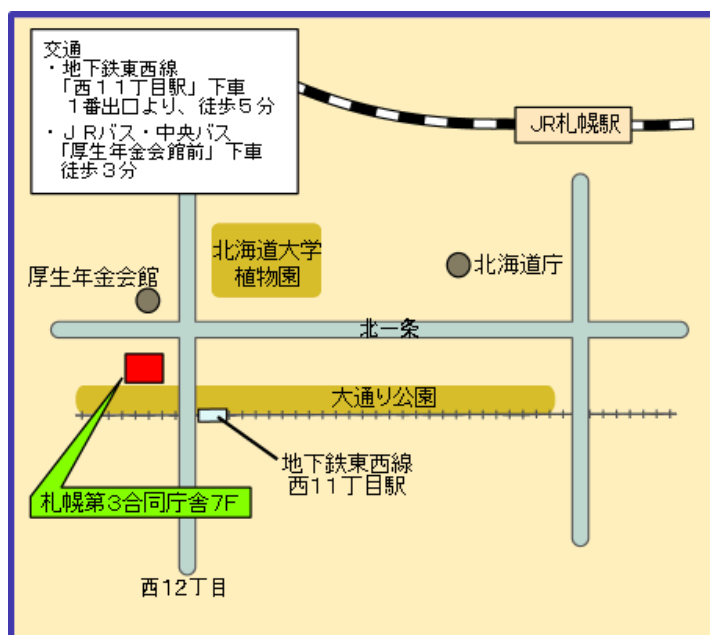 交通
・地下鉄東西線
「西11丁目駅」下車
1番出口より、徒歩5分
・JRバス・中央バス
「厚生年金会館前」下車
徒歩3分
JR札幌駅
北海道大学
植物園
北海道庁
厚生年金会館
北一条
大通り公園
地下鉄東西線
西11丁目駅
札幌第3合同庁舎7F
西12丁目